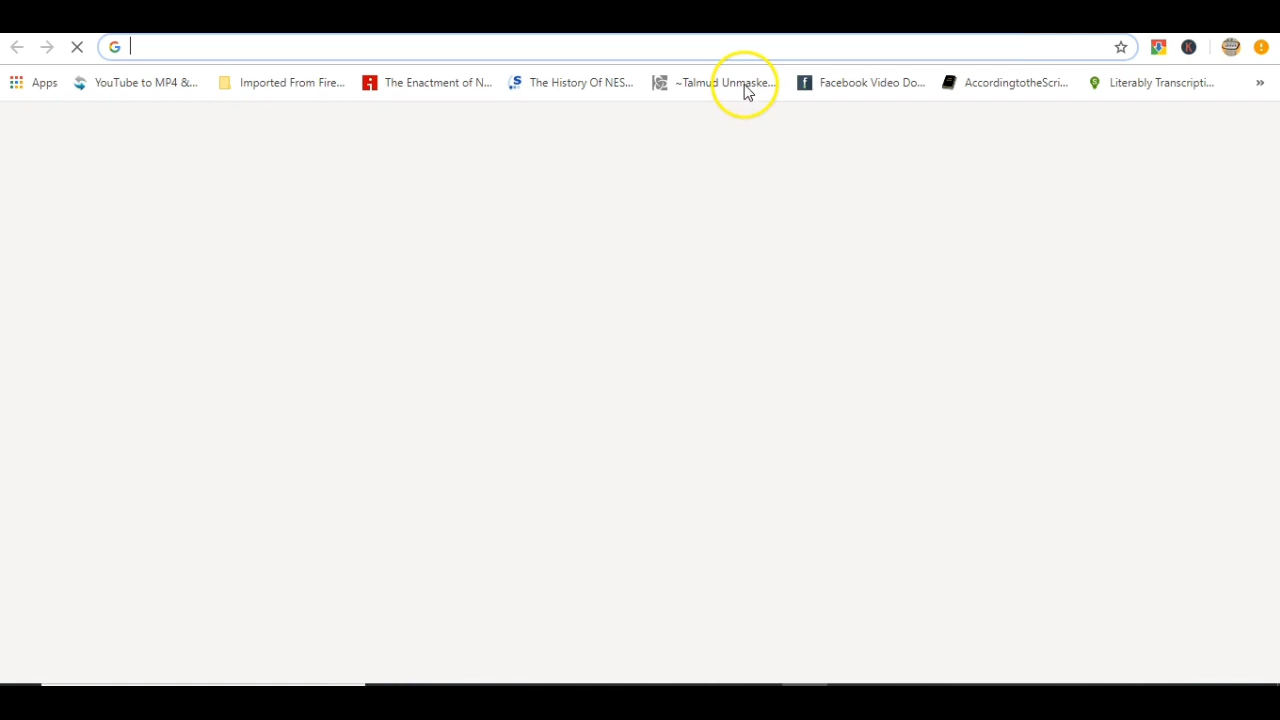 Apps YouTube to MP4 &... Imported From Fire... The Enactment of N... The History Of NES... ~Talmud Unmaske... Facebook Video Do... AccordingtotheScri... Literably Transcripti... »